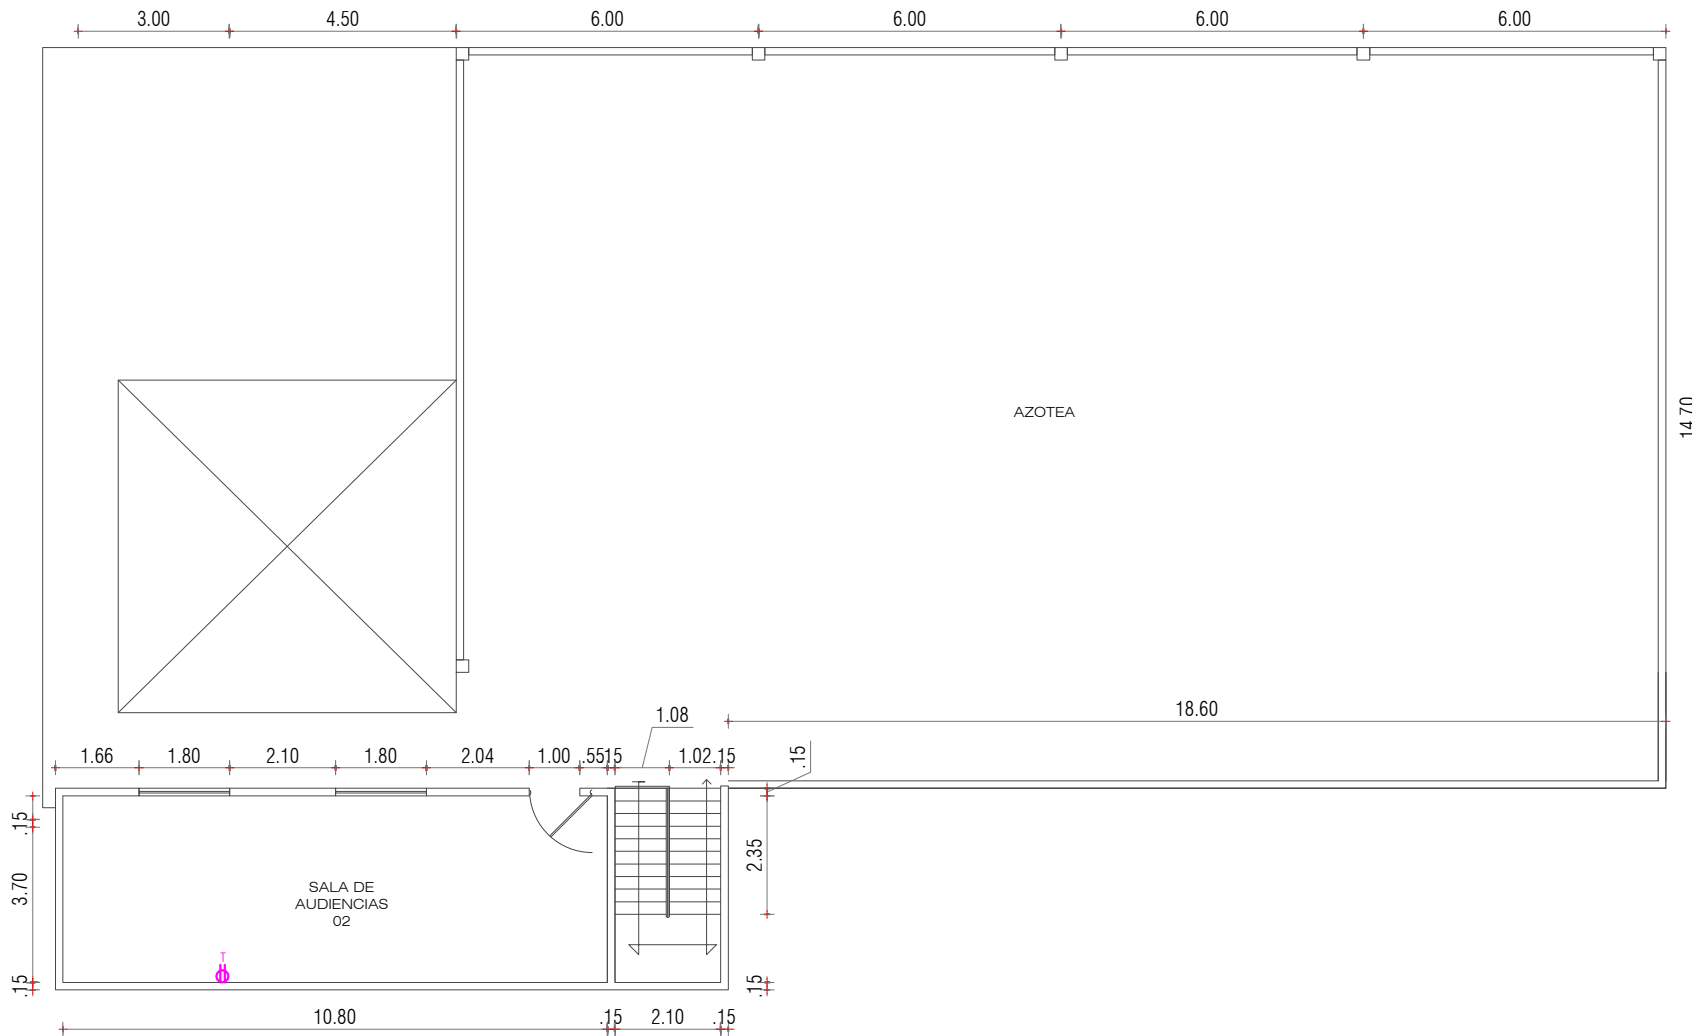 3.00 4.50 6.00 6.00 6.00 6.00
AZOTEA
14.70
18.60
1.08
1.66 1.80 2.10 1.80 2.04 1.00 .55 .15 1.02 .15
.15
.15
3.70
.15
2.35
.15
SALA DE
AUDIENCIAS
02
T
10.80 .15 2.10 .15